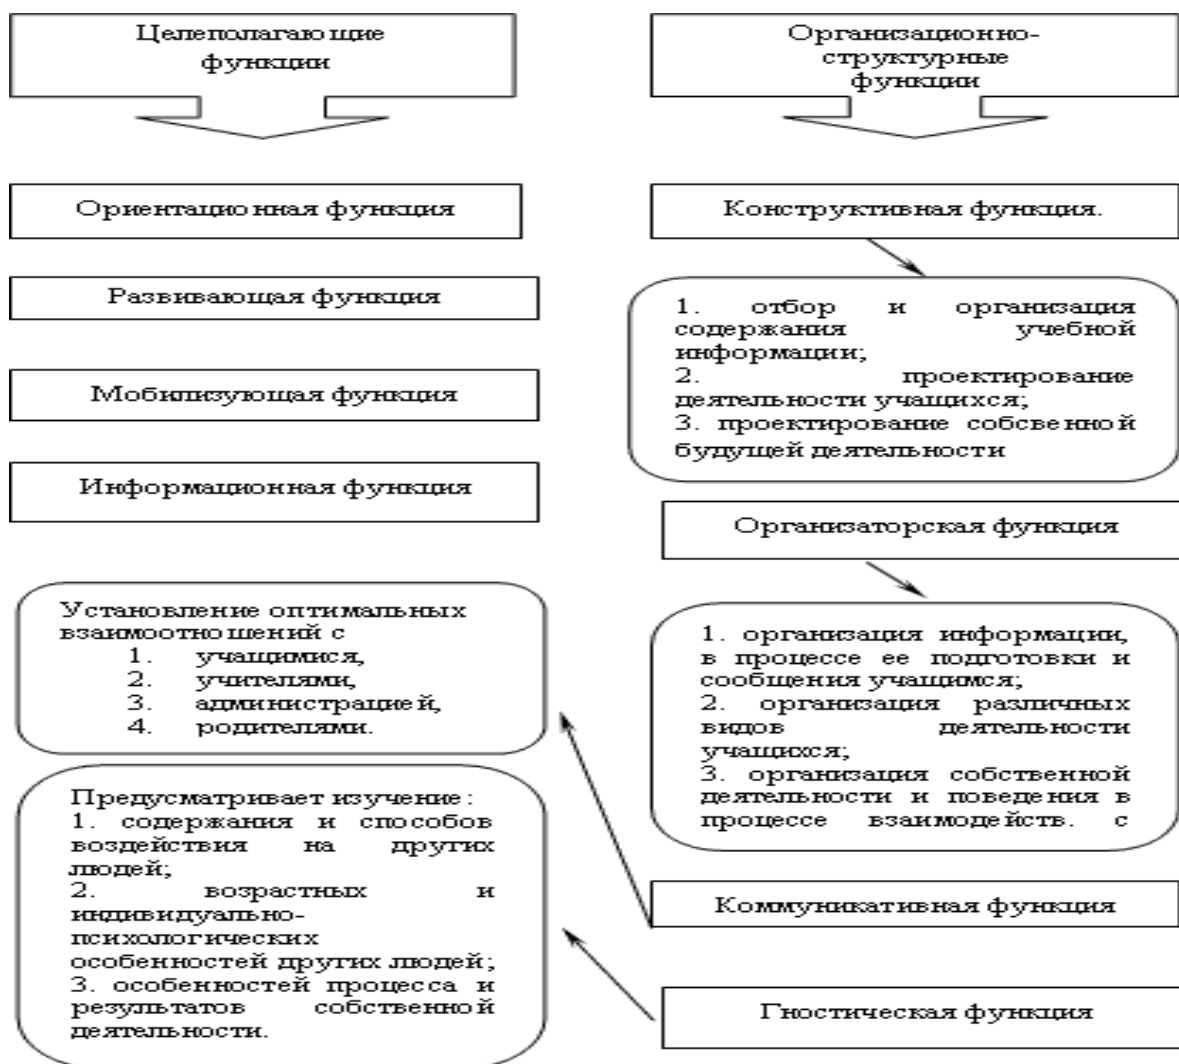 Целеполагающие
функции
Ориентационная функция
Развивающая функция
Мобилизующая функция
Информационная функция
Установление оптимальных
взаимоотношений с
1. учащимися,
2. учителями,
3. администрацией,
4. родителями.
Предусматривает изучение:
1. содержания и способов
воздействия на других
людей;
2. возрастных и
индивидуально-
психологических
особенностей других людей;
3. особенностей процесса и
результатов собственной
деятельности.
Организационно-
структурные
функции
Конструктивная функция.
1. отбор и организация
содержания учебной
информации;
2. проектирование
деятельности учащихся;
3. проектирование собсвенной
будущей деятельности
Организаторская функция
1. организация информации,
в процессе ее подготовки и
сообщения учащимся;
2. организация различных
видов деятельности
учащихся;
3. организация собственной
деятельности и поведения в
процессе взаимодейств. с
Коммуникативная функция
Гностическая функция